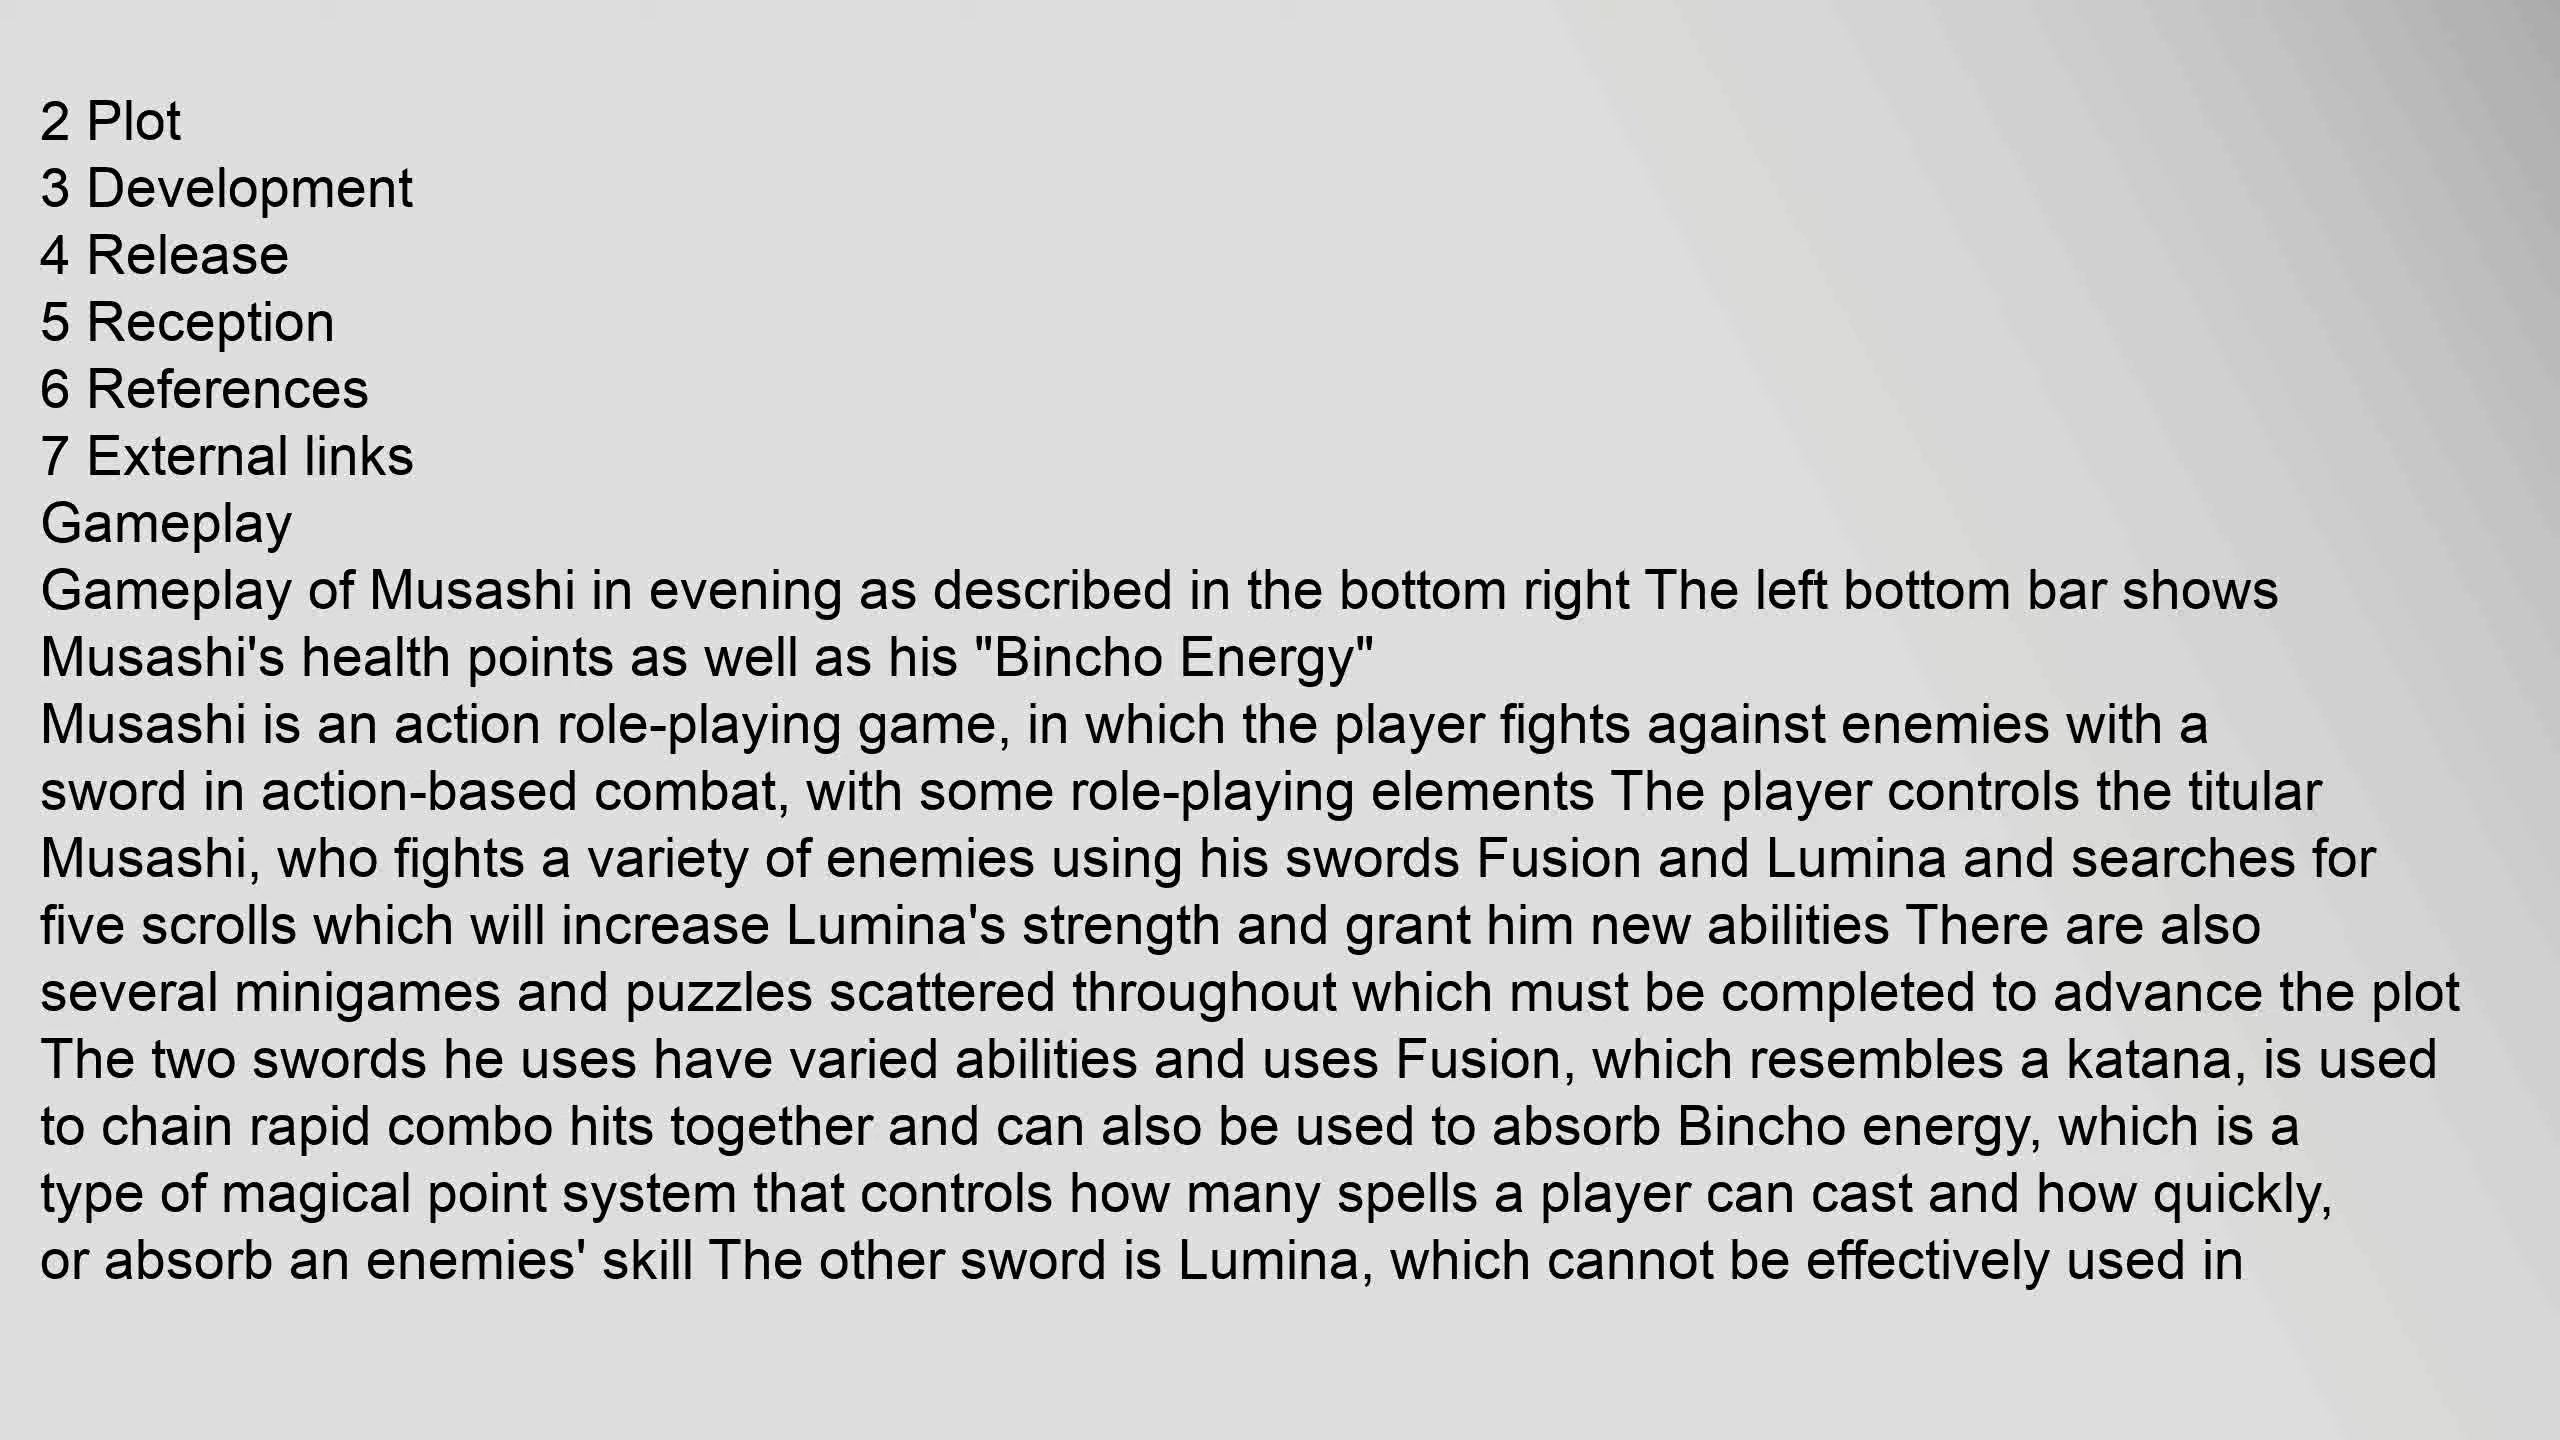 2 Plot
3 Development
4 Release
5 Reception
6 References
7 External links
Gameplay
Gameplay of Musashi in evening as described in the bottom right The left bottom bar shows
Musashi's health points as well as his "Bincho Energy"
Musashi is an action role-playing game, in which the player fights against enemies with a
sword in action-based combat, with some role-playing elements The player controls the titular
Musashi, who fights a variety of enemies using his swords Fusion and Lumina and searches for
five scrolls which will increase Lumina's strength and grant him new abilities There are also
several minigames and puzzles scattered throughout which must be completed to advance the plot
The two swords he uses have varied abilities and uses Fusion, which resembles a katana, is used
to chain rapid combo hits together and can also be used to absorb Bincho energy, which is a
type of magical point system that controls how many spells a player can cast and how quickly,
or absorb an enemies' skill The other sword is Lumina, which cannot be effectively used in